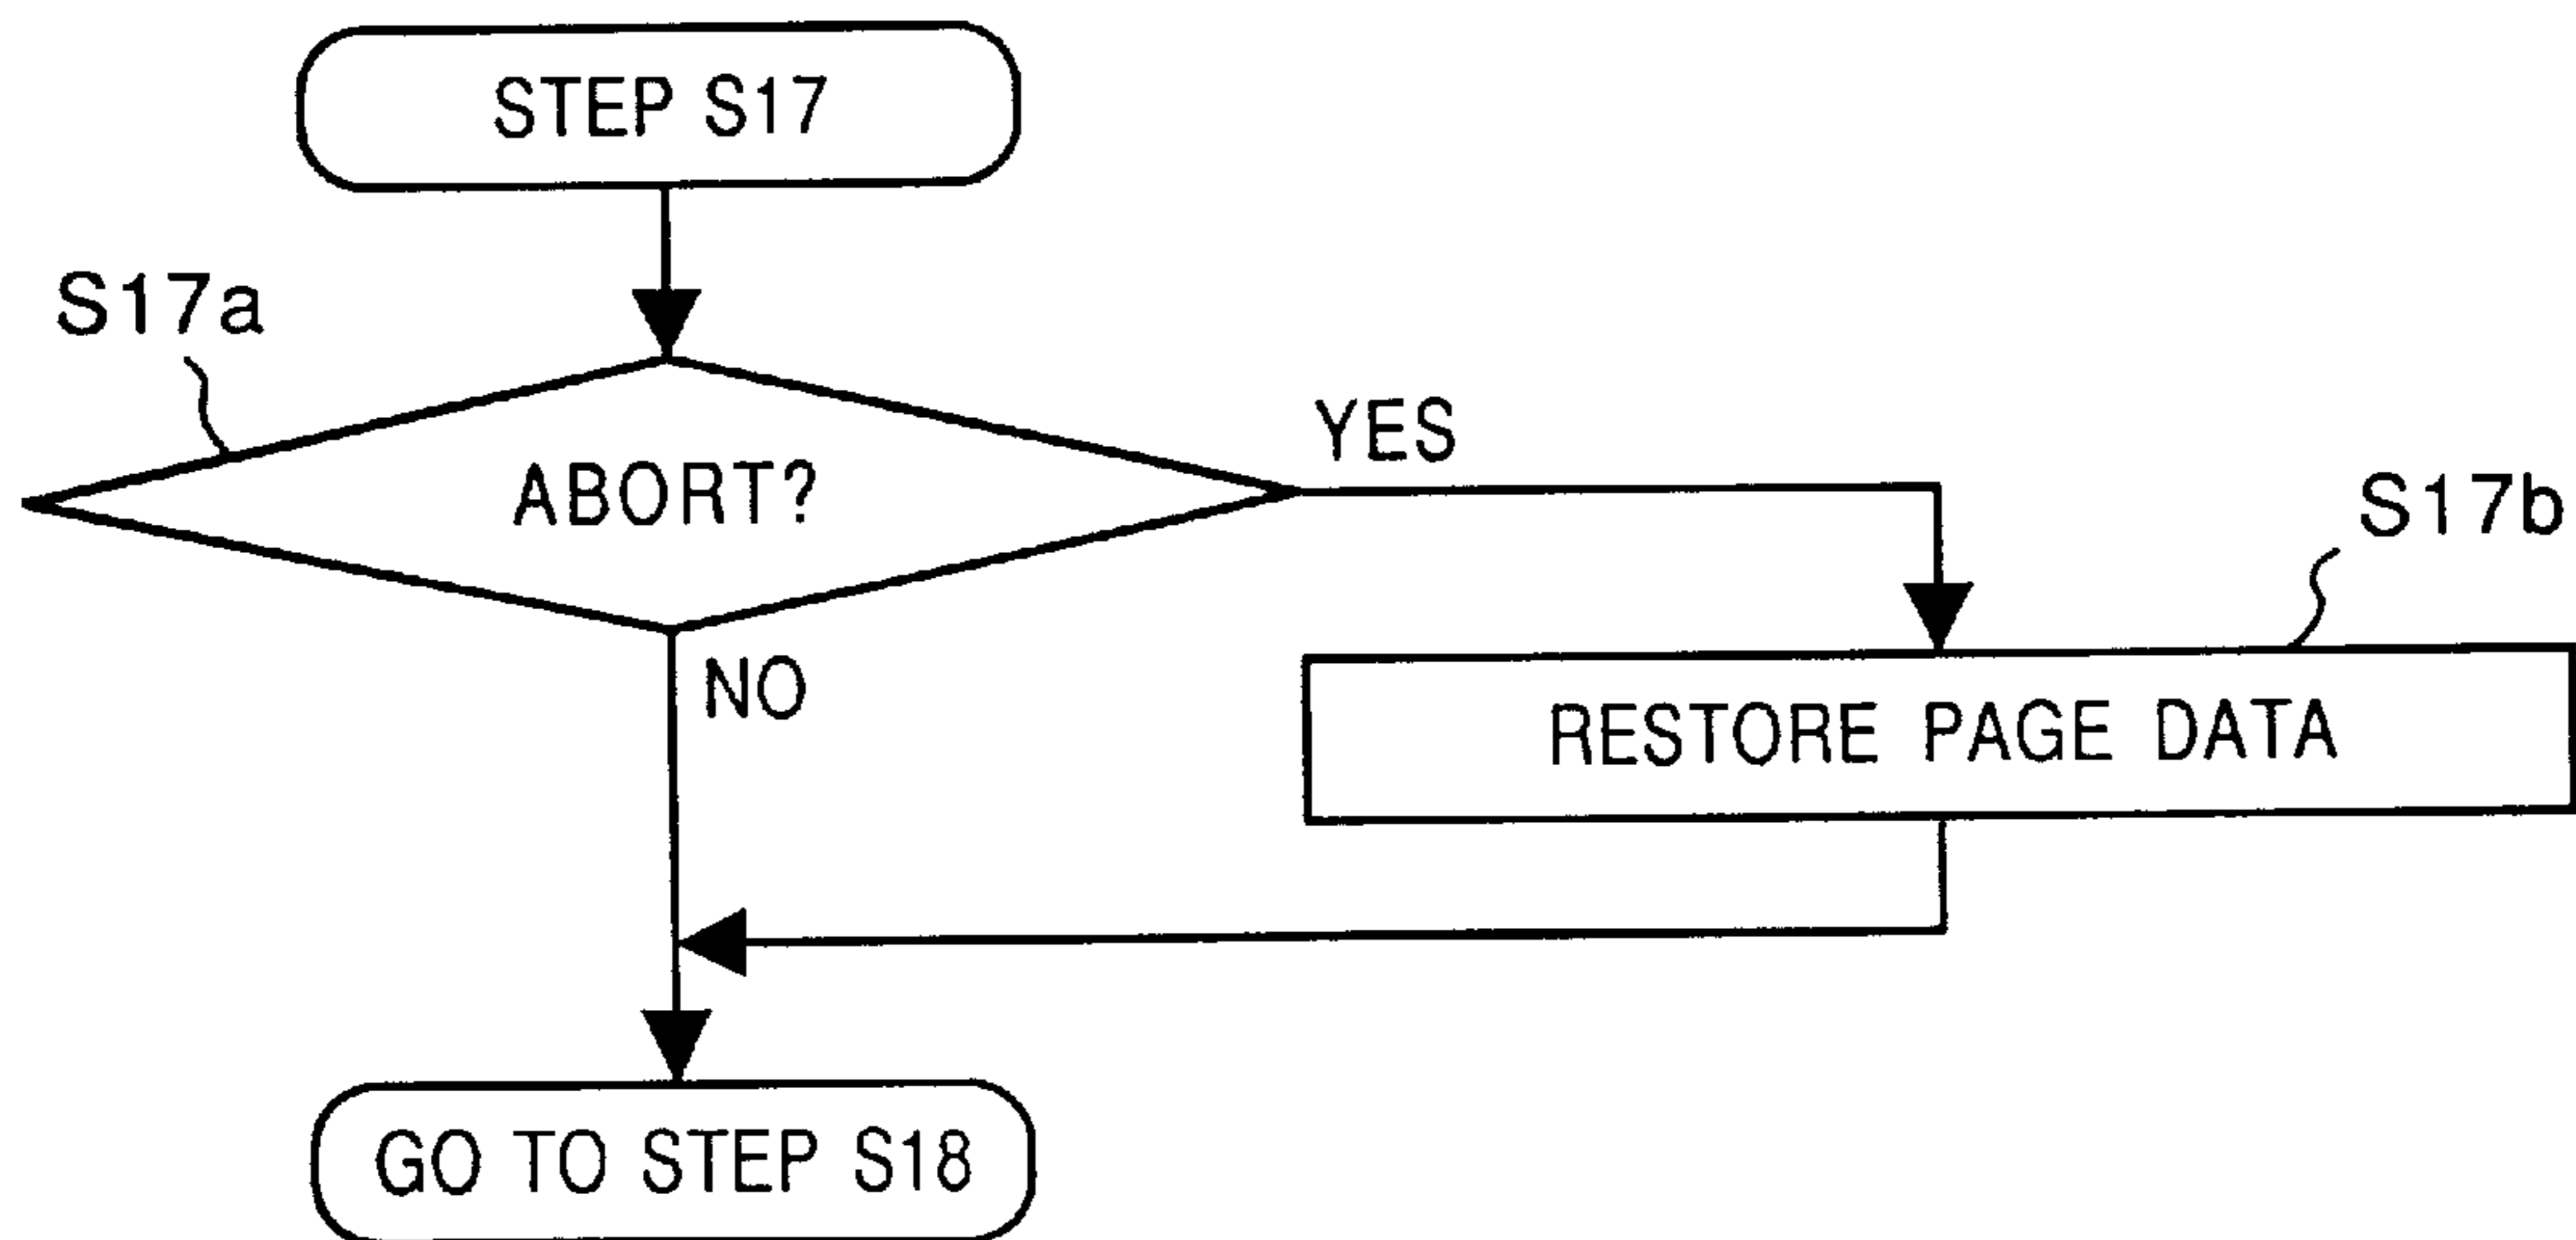 STEP S17
S17a
ABORT?
YES
S17b
NO
RESTORE PAGE DATA
GO TO STEP S18